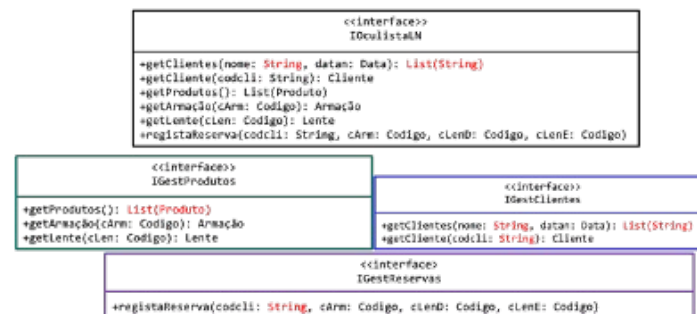 <<interface>>
IOculistaLN
+getClientes(nome: String, datan: Data): List(String)
+getCliente(codcli: String): Cliente
+getProdutos(): List(Produto)
+getArmação(cArm: Codigo): Armação
+getLente(cLen: Codigo): Lente
+registaReserva(codcli: String, cArm: Codigo, cLenD: Codigo, cLenE: Codigo)
<<interface>>
IGestProdutos
+getProdutos(): List(Produto)
+getArmação(cArm: Codigo): Armação
+getLente(cLen: Codigo): Lente
<<interface>>
IGestClientes
+getClientes(nome: String, datan: Data): List(String)
+getCliente(codcli: String): Cliente
<<interface>
IGestReservas
+registaReserva(codcli: String, cArm: Codigo, cLenD: Codigo, cLenE: Codigo)